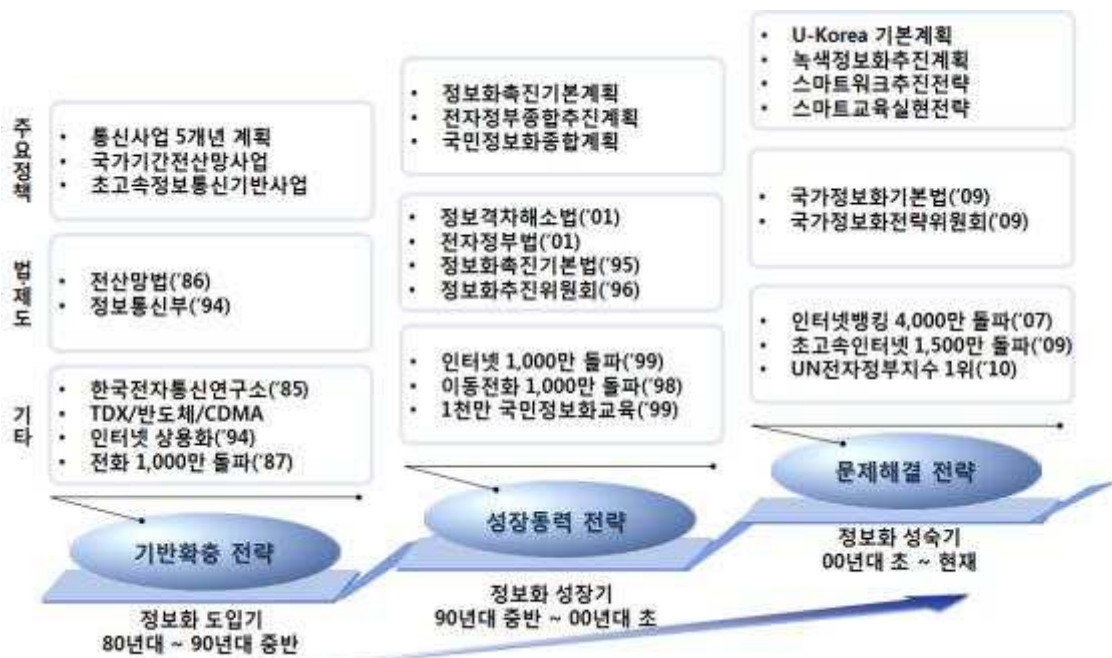 주요정책
• 통신사업 5개년 계획
• 국가기간전산망사업
• 초고속정보통신기반사업
• 정보화촉진기본계획
• 전자정부종합추진계획
• 국민정보화종합계획
• U-Korea 기본계획
• 녹색정보화추진계획
• 스마트워크추진전략
• 스마트교육실현전략
법·제도
• 전산망법('86)
• 정보통신부('94)
• 정보격차해소법('01)
• 전자정부법('01)
• 정보화촉진기본법('95)
• 정보화추진위원회('96)
• 국가정보화기본법('09)
• 국가정보화전략위원회('09)
기타
• 한국전자통신연구소('85)
• TDX/반도체/CDMA
• 인터넷 상용화('94)
• 전화 1,000만 돌파('87)
• 인터넷 1,000만 돌파('99)
• 이동전화 1,000만 돌파('98)
• 1천만 국민정보화교육('99)
• 인터넷뱅킹 4,000만 돌파('07)
• 초고속인터넷 1,500만 돌파('09)
• UN전자정부지수 1위('10)
기반확충 전략
성장동력 전략
문제해결 전략
정보화 도입기
80년대 ~ 90년대 중반
정보화 성장기
90년대 중반 ~ 00년대 초
정보화 성숙기
00년대 초 ~ 현재